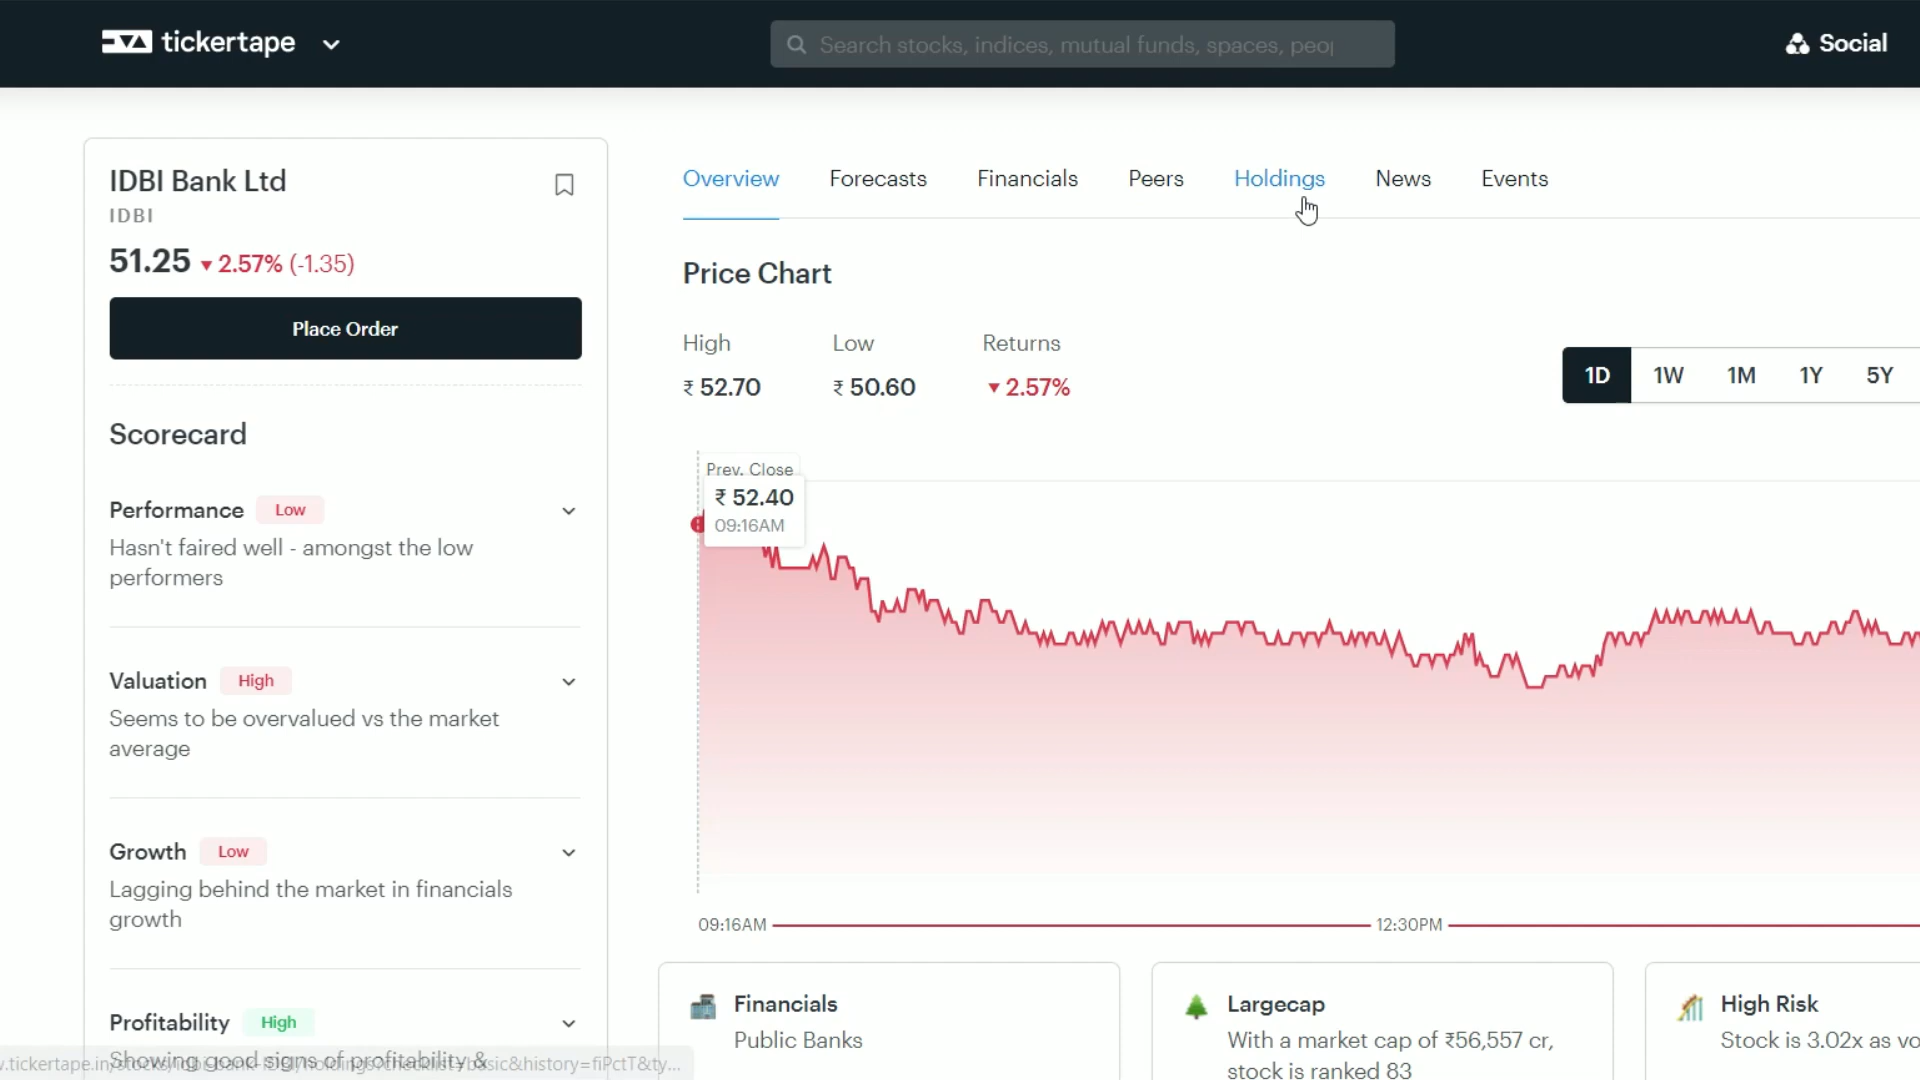 tickertape
Search stocks, indices, mutual funds, spaces, peo
Social
IDBI Bank Ltd
IDBI
51.25 ▼ 2.57% (-1.35)
Place Order
Scorecard
Performance Low
Hasn't faired well - amongst the low
performers
Valuation High
Seems to be overvalued vs the market
average
Growth Low
Lagging behind the market in financials
growth
Profitability High
Showing good signs of profitability &
Overview Forecasts Financials Peers Holdings News Events
Price Chart
High Low Returns
₹ 52.70 ₹ 50.60 ▼ 2.57%
1D 1W 1M 1Y 5Y
Prev. Close
₹ 52.40
09:16AM
09:16AM 12:30PM
Financials
Public Banks
Largecap
With a market cap of ₹56,557 cr,
stock is ranked 83
High Risk
Stock is 3.02x as vo